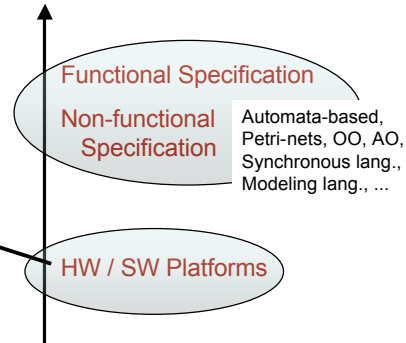 Functional Specification
Non-functional
Specification
Automata-based,
Petri-nets, OO, AO,
Synchronous lang.,
Modeling lang., ...
HW / SW Platforms